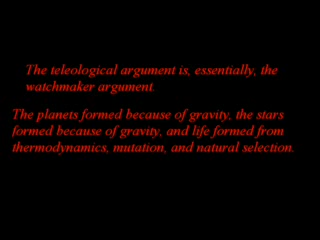 The teleological argument is, essentially, the
watchmaker argument.
The planets formed because of gravity, the stars
formed because of gravity, and life formed from
thermodynamics, mutation, and natural selection.